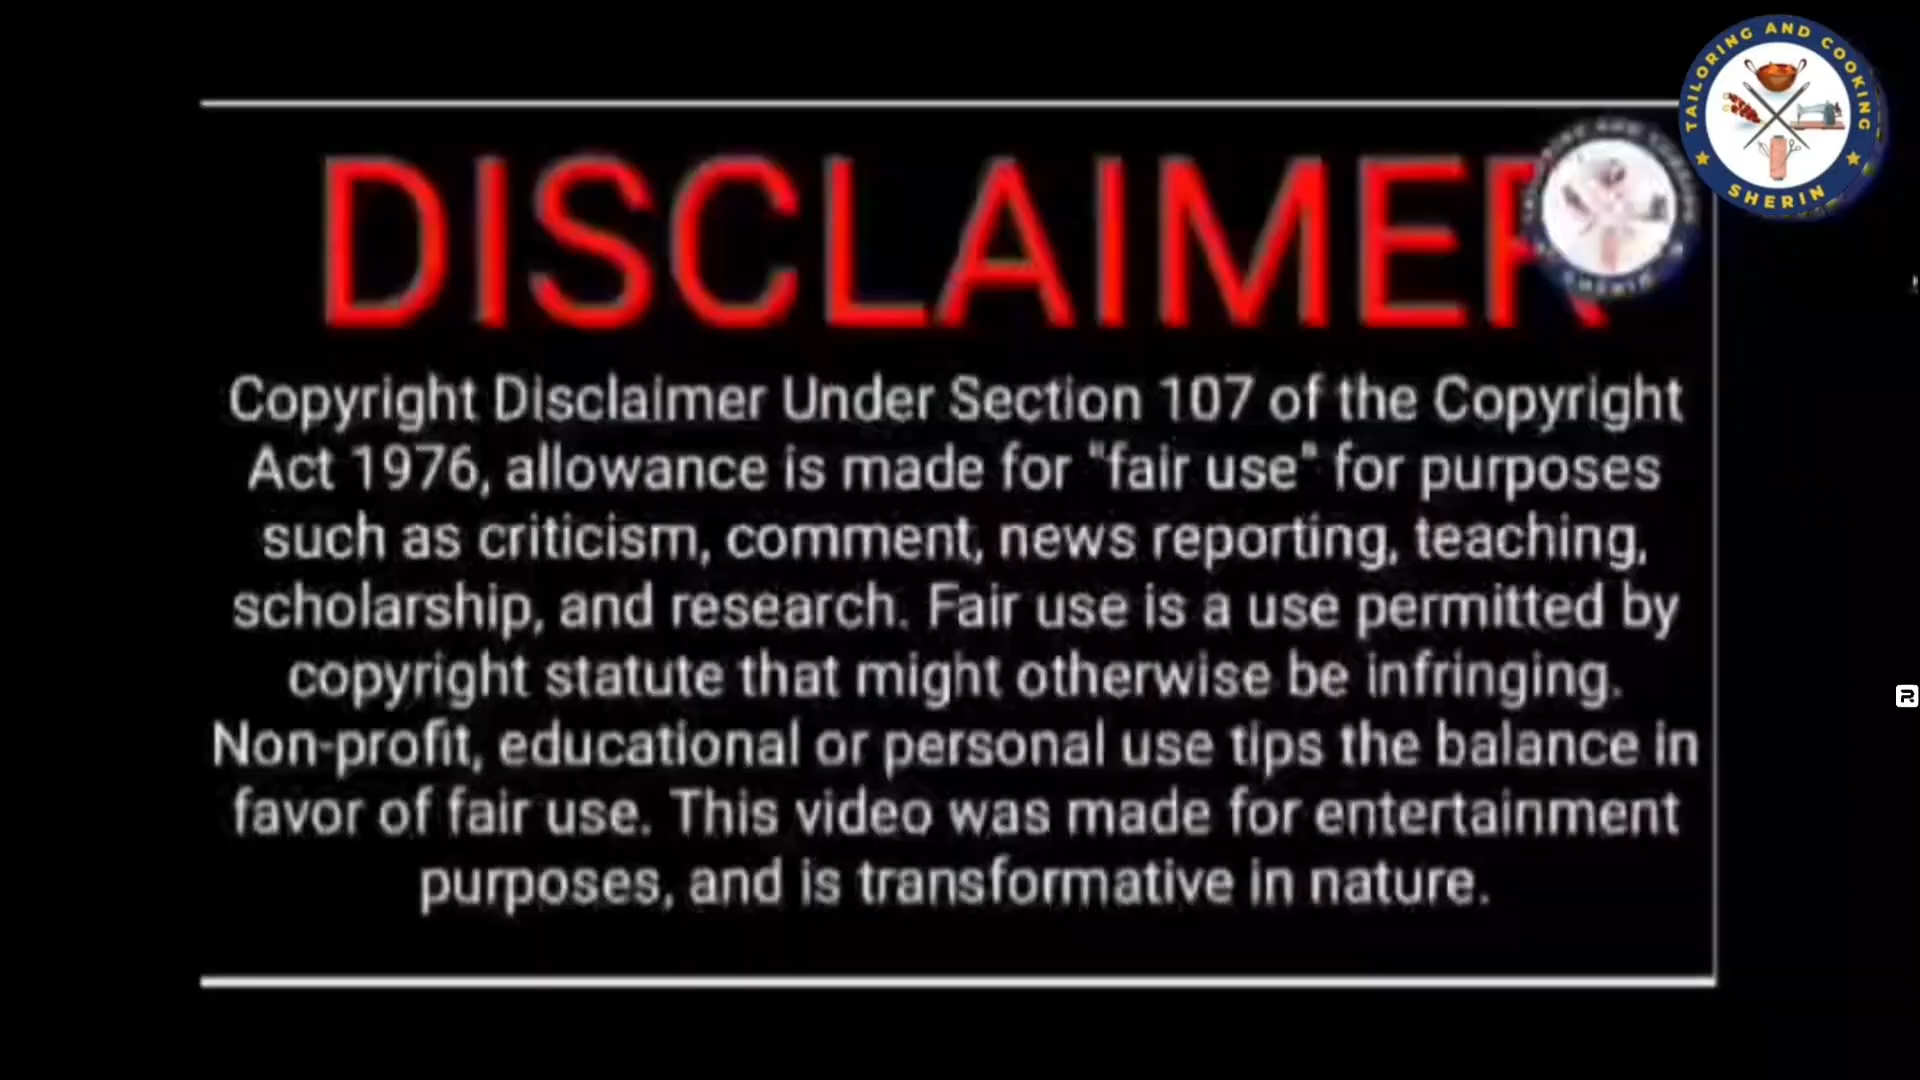 TAILORING AND COOKING
SHERIN
DISCLAIMER
Copyright Disclaimer Under Section 107 of the Copyright
Act 1976, allowance is made for "fair use" for purposes
such as criticism, comment, news reporting, teaching,
scholarship, and research. Fair use is a use permitted by
copyright statute that might otherwise be infringing.
Non-profit, educational or personal use tips the balance in
favor of fair use. This video was made for entertainment
purposes, and is transformative in nature.
R